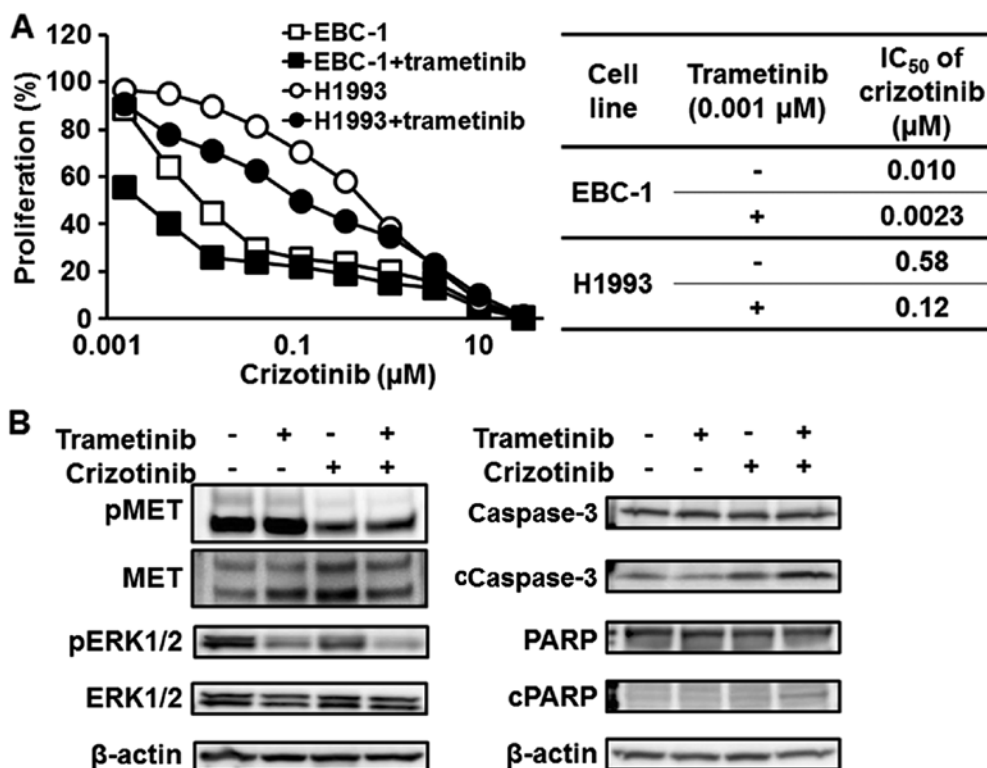 A
120
100
80
60
40
20
0
Proliferation (%)
0.001 0.1 10
Crizotinib (µM)
EBC-1
EBC-1+trametinib
H1993
H1993+trametinib
Cell line Trametinib (0.001 µM) IC50 of crizotinib (µM)
EBC-1 - 0.010
+ 0.0023
H1993 - 0.58
+ 0.12
B
Trametinib - + - +
Crizotinib - - + +
pMET
MET
pERK1/2
ERK1/2
β-actin
Trametinib - + - +
Crizotinib - - + +
Caspase-3
cCaspase-3
PARP
cPARP
β-actin